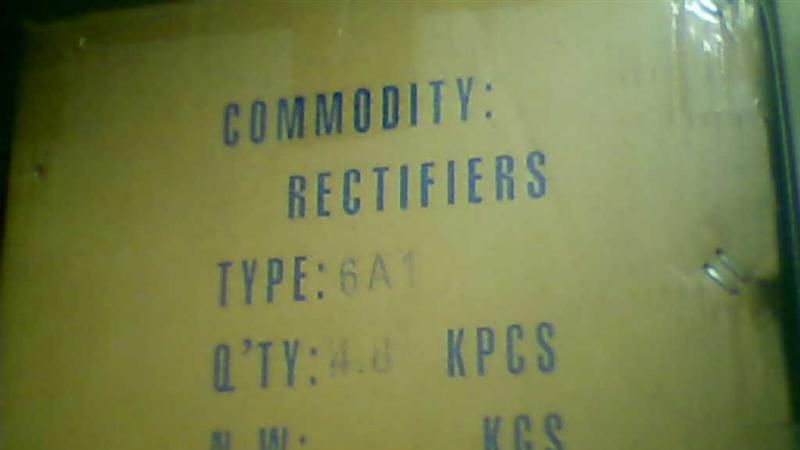 COMMODITY:
RECTIFIERS
TYPE: 6A1
Q'TY: 4.8 KPCS
N.W: KGS